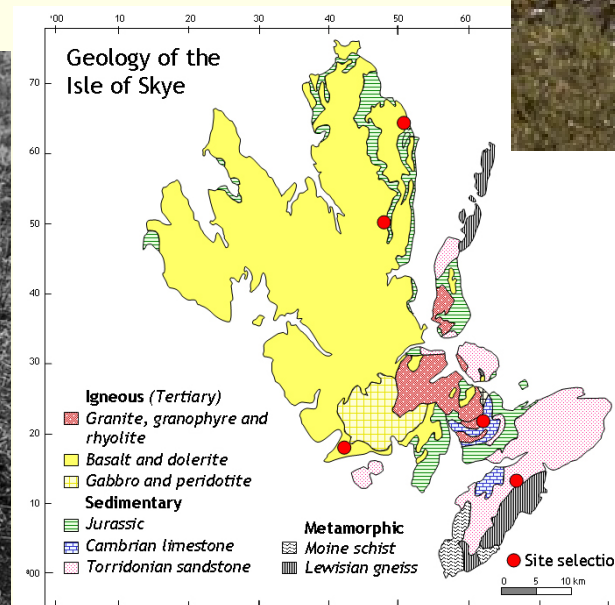 °00 10 20 30 40 50 60
Geology of the
Isle of Skye
70
60
50
40
30
20
10
°00
Igneous (Tertiary)
Granite, granophyre and
rhyolite
Basalt and dolerite
Gabbro and peridotite
Sedimentary
Jurassic
Cambrian limestone
Torridonian sandstone
Metamorphic
Moine schist
Lewisian gneiss
Site selectio
0 5 10 km